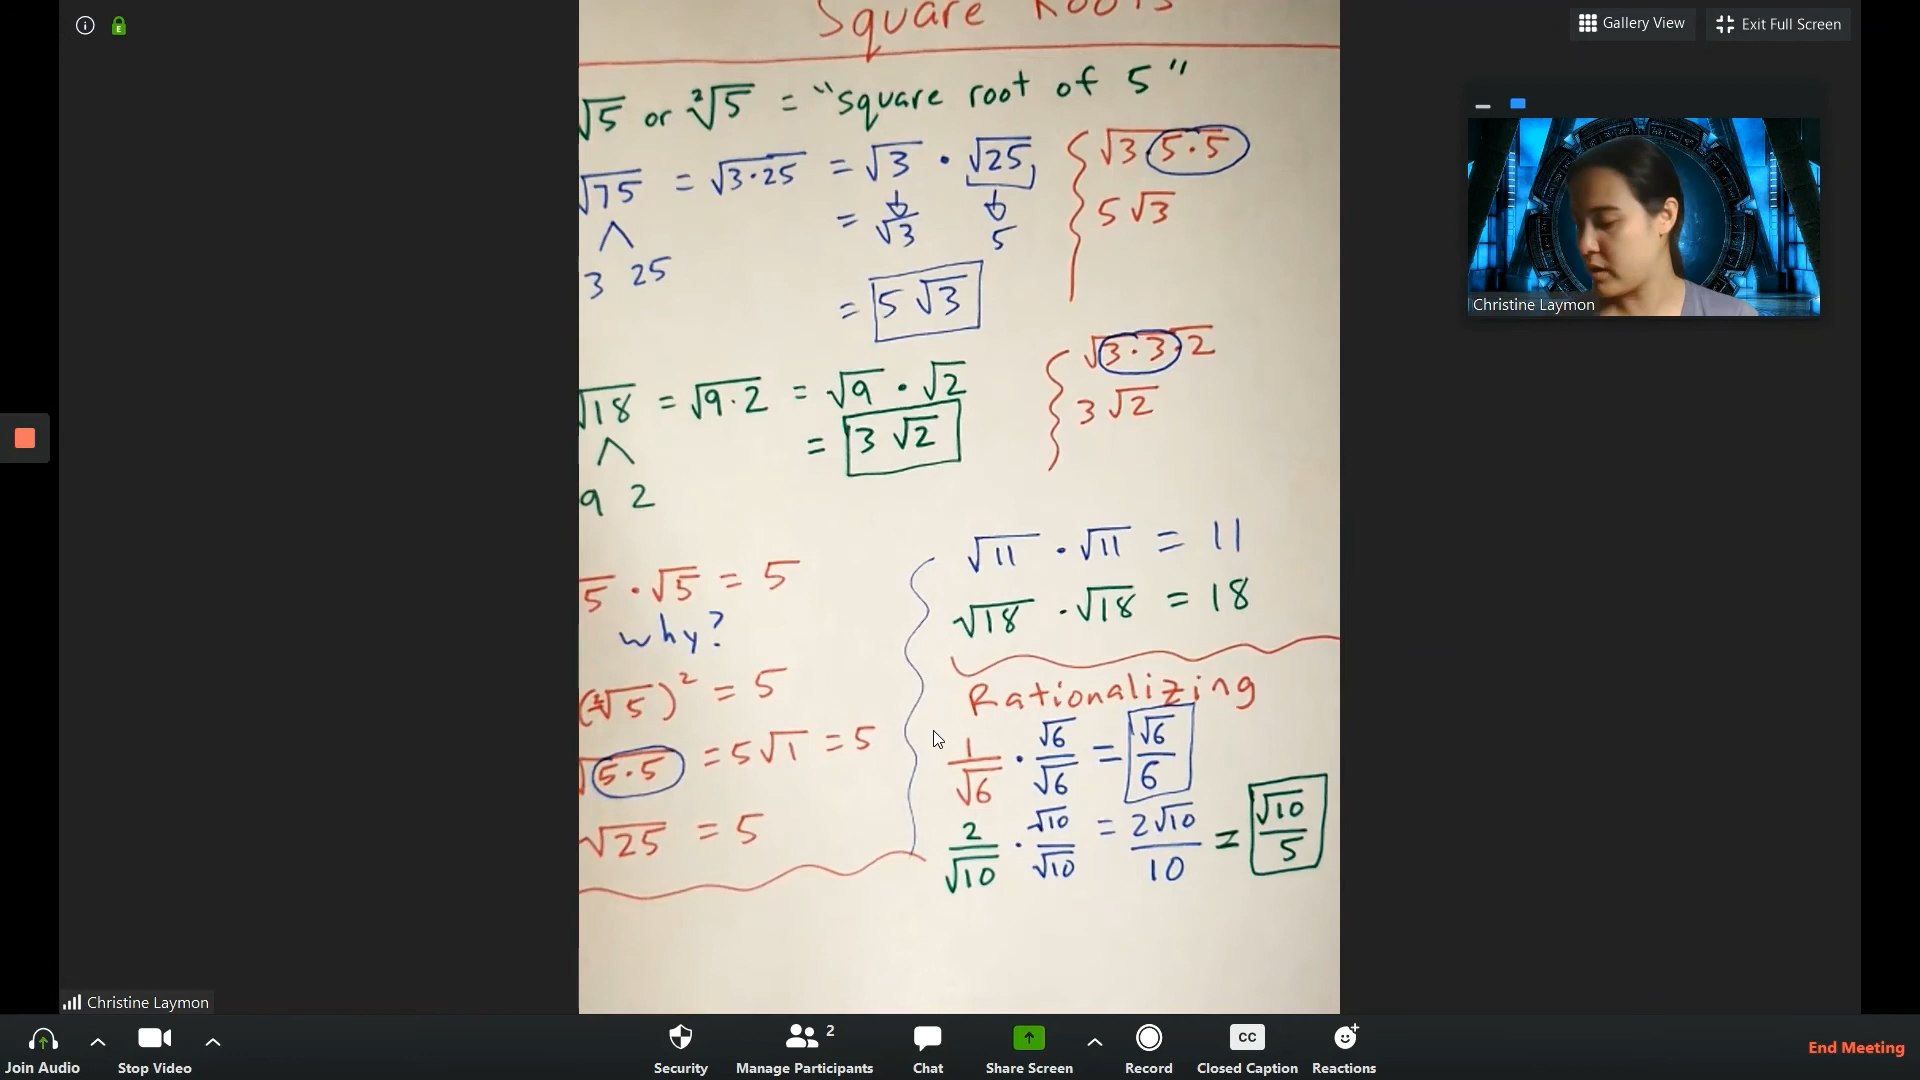 Gallery View
Exit Full Screen
Square Roots
√5 or ²√5 = "square root of 5"
√75 = √3·25 = √3 · √25
3 25
= √3 5
= 5√3
√3·5·5
5√3
√18 = √9·2 = √9 · √2
9 2
= 3√2
√3·3·2
3√2
√5 · √5 = 5
why?
(²√5)² = 5
√5·5 = 5√1 = 5
√25 = 5
√11 · √11 = 11
√18 · √18 = 18
Rationalizing
1/√6 · √6/√6 = √6/6
2/√10 · √10/√10 = 2√10/10 = √10/5
Christine Laymon
Christine Laymon
Join Audio
Stop Video
Security
2
Manage Participants
Chat
Share Screen
Record
CC
Closed Caption
Reactions
End Meeting